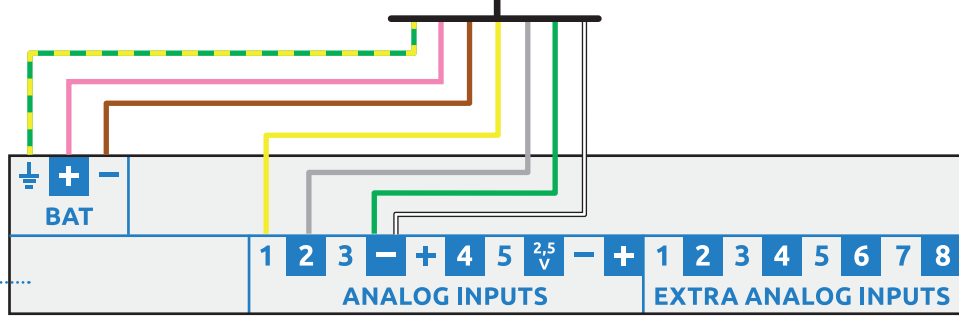 + −
BAT
1 2 3 − + 4 5 2,5 V − + 1 2 3 4 5 6 7 8
ANALOG INPUTS EXTRA ANALOG INPUTS